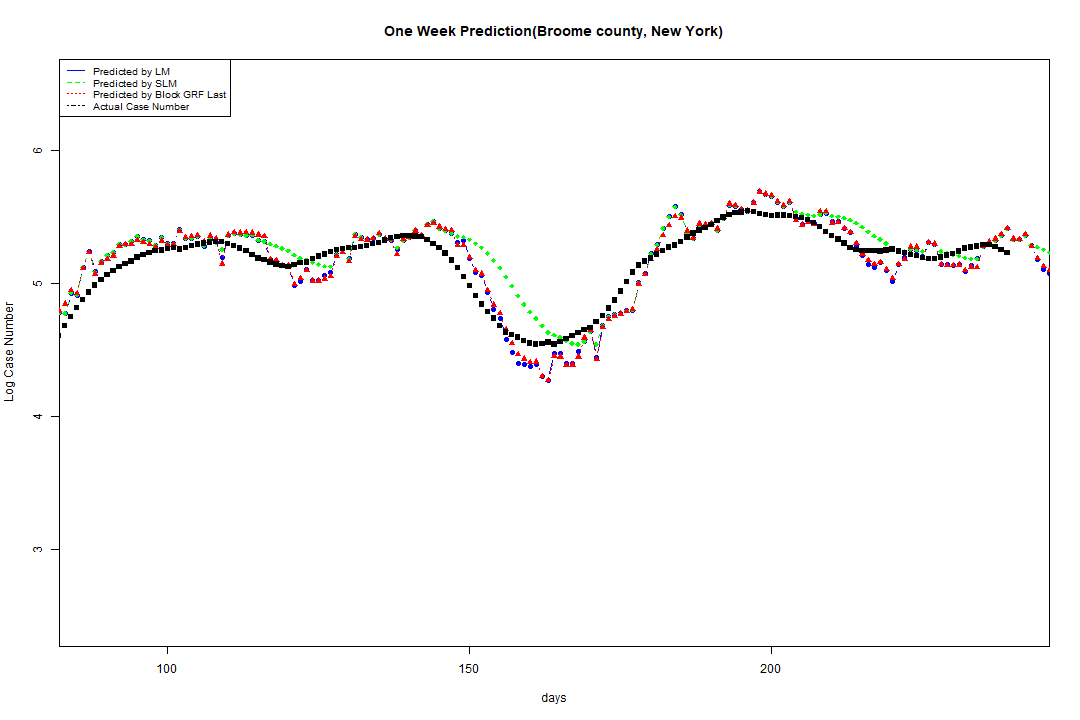 One Week Prediction(Broome county, New York)
Predicted by LM
Predicted by SLM
Predicted by Block GRF Last
Actual Case Number
6
5
4
3
Log Case Number
100 150 200
days